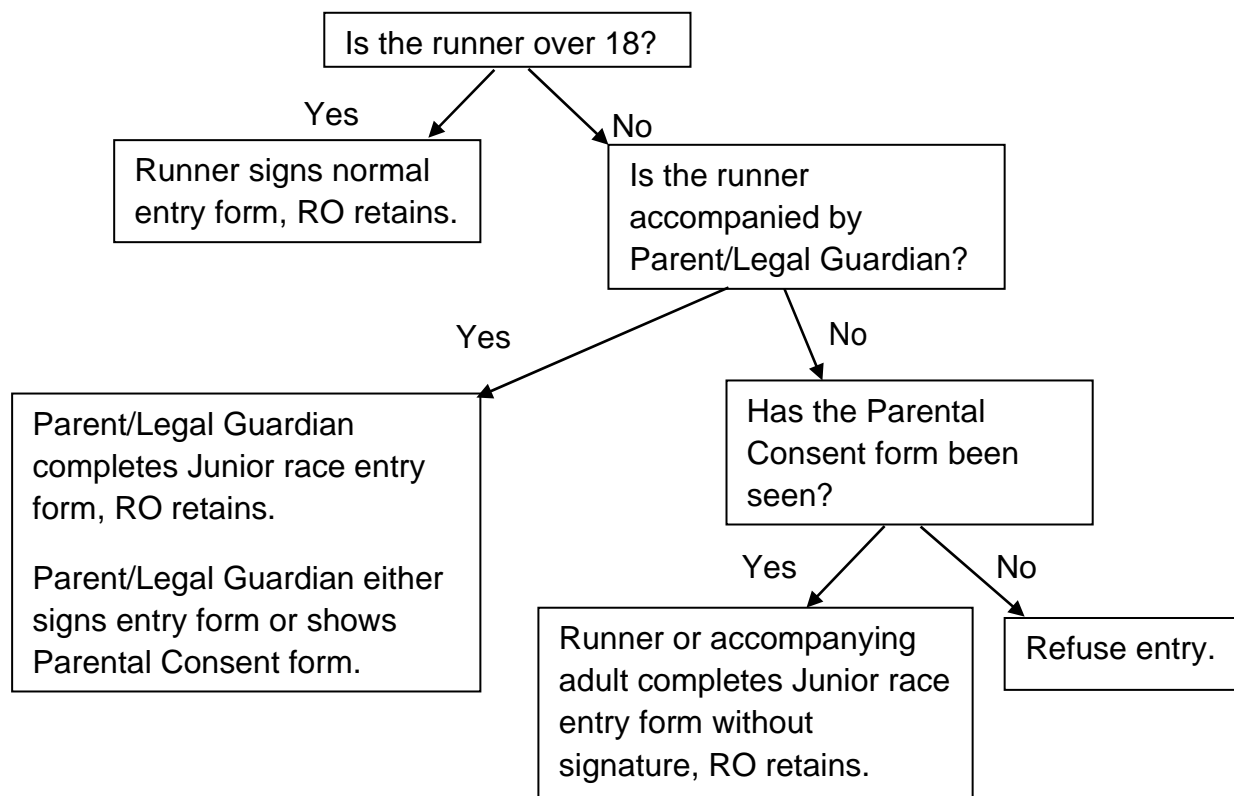 Is the runner over 18?
Yes
No
Runner signs normal
entry form, RO retains.
Is the runner
accompanied by
Parent/Legal Guardian?
Yes
No
Parent/Legal Guardian
completes Junior race entry
form, RO retains.
Parent/Legal Guardian either
signs entry form or shows
Parental Consent form.
Has the Parental
Consent form been
seen?
Yes
No
Runner or accompanying
adult completes Junior race
entry form without
signature, RO retains.
Refuse entry.